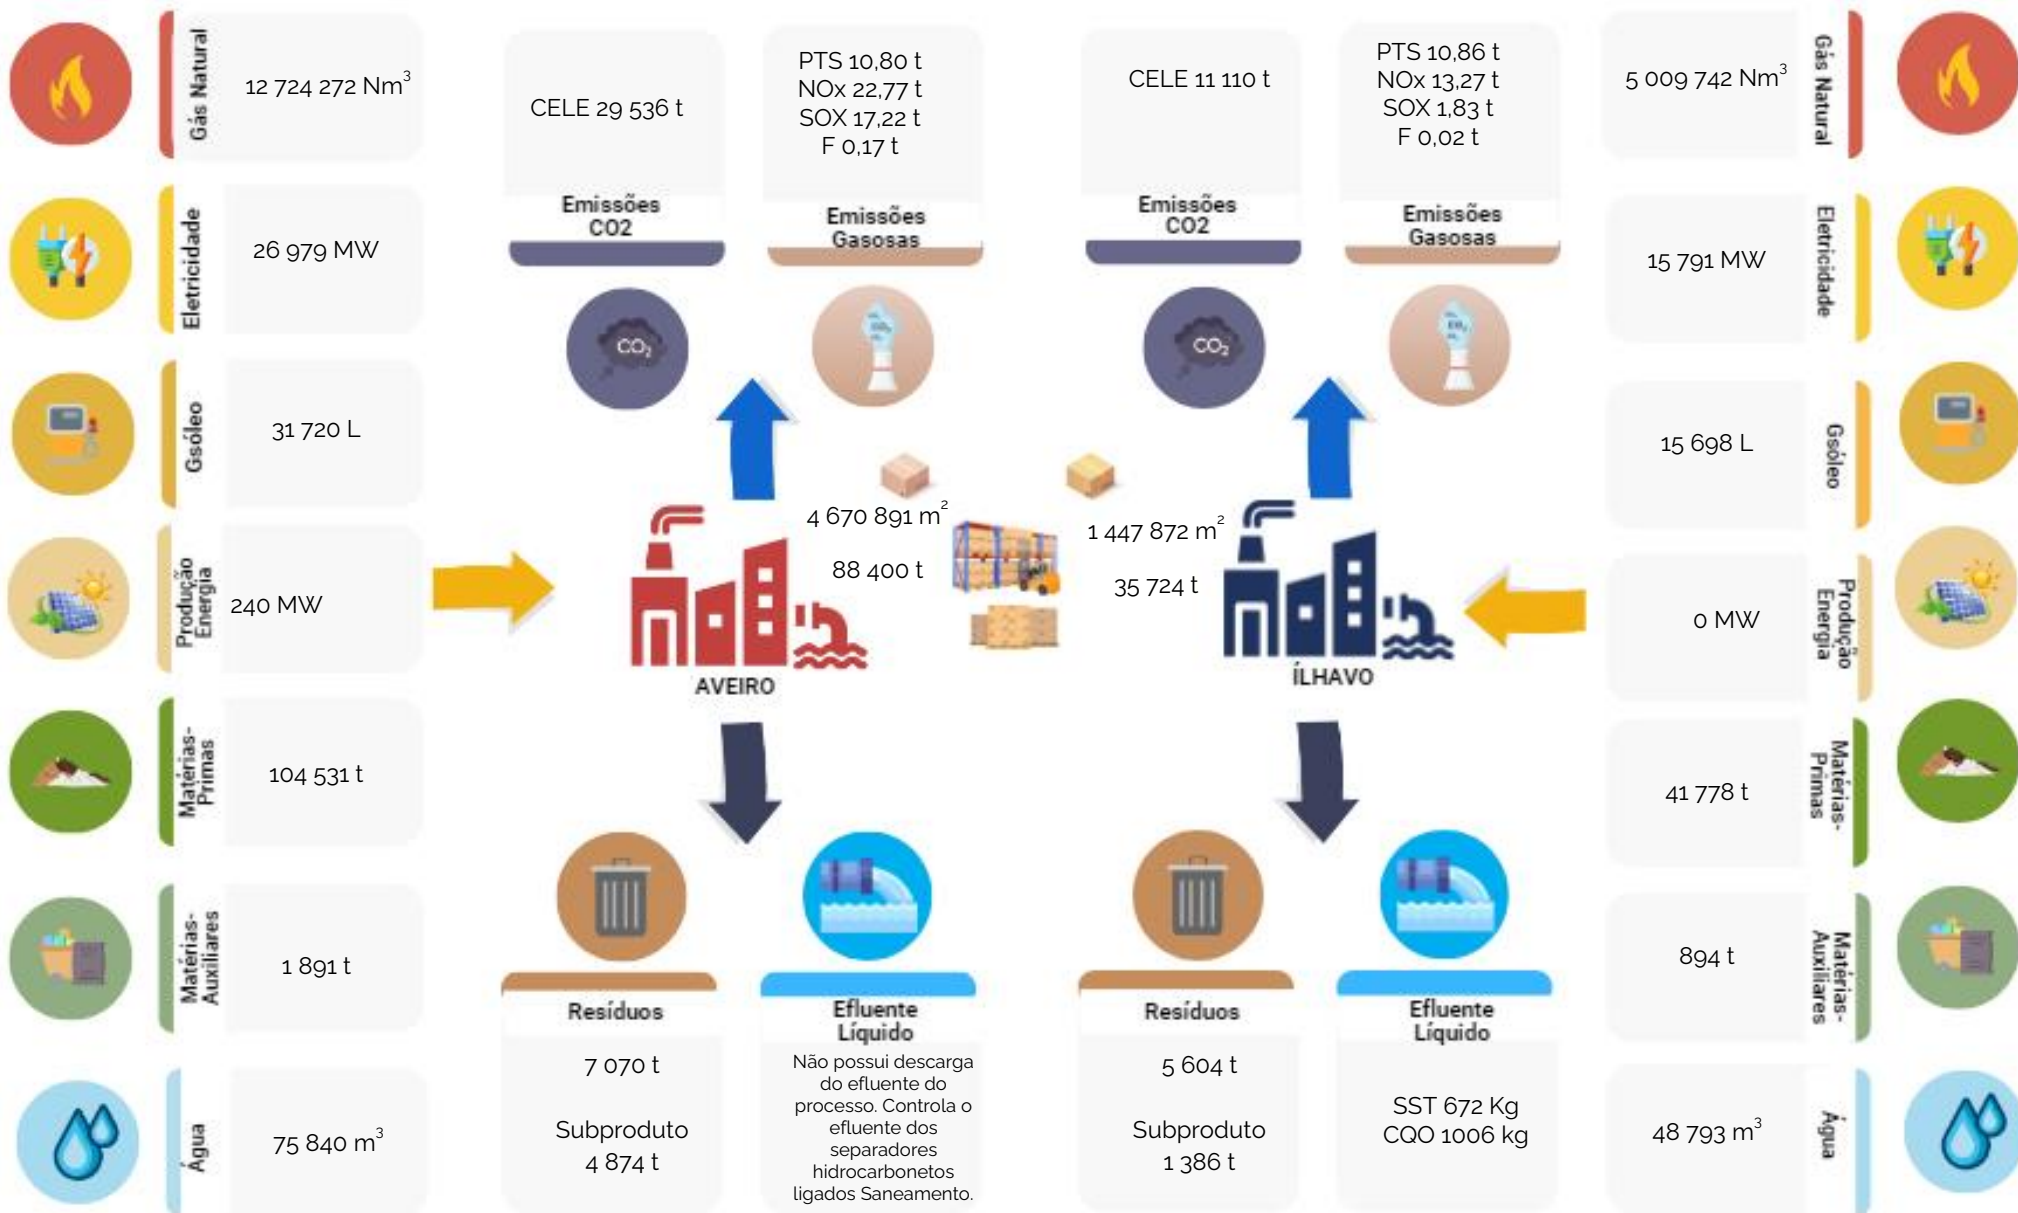 Gás Natural
12 724 272 Nm³
Eletricidade
26 979 MW
Gsóleo
31 720 L
Produção
Energia
240 MW
Matérias-
Primas
104 531 t
Matérias-
Auxiliares
1 891 t
Água
75 840 m³
CELE 29 536 t
Emissões
CO2
CO₂
PTS 10,80 t
NOx 22,77 t
SOX 17,22 t
F 0,17 t
Emissões
Gasosas
CO₂
4 670 891 m²
88 400 t
AVEIRO
Resíduos
7 070 t
Subproduto
4 874 t
Efluente
Líquido
Não possui descarga
do efluente do
processo. Controla o
efluente dos
separadores
hidrocarbonetos
ligados Saneamento.
CELE 11 110 t
Emissões
CO2
CO₂
PTS 10,86 t
NOx 13,27 t
SOX 1,83 t
F 0,02 t
Emissões
Gasosas
CO₂
1 447 872 m²
35 724 t
ÍLHAVO
Resíduos
5 604 t
Subproduto
1 386 t
Efluente
Líquido
SST 672 Kg
CQO 1006 kg
5 009 742 Nm³
Gás Natural
15 791 MW
Eletricidade
15 698 L
Gsóleo
0 MW
Produção
Energia
41 778 t
Matérias-
Primas
894 t
Matérias-
Auxiliares
48 793 m³
Água